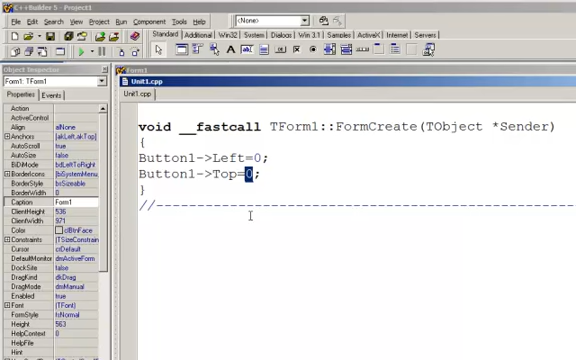 C++Builder 5 - Project1
File Edit Search View Project Run Component Tools Help
(None)
Standard Additional Win32 System Dialogs Win 3.1 Samples ActiveX Internet Servers
Object Inspector
Form1: TForm1
Properties Events
Action
ActiveControl
Align alNone
Anchors [akLeft,akTop]
AutoScroll true
AutoSize false
BiDiMode bdLeftToRight
BorderIcons [biSystemMenu,
BorderStyle bsSizeable
BorderWidth 0
Caption Form1
ClientHeight 536
ClientWidth 971
Color clBtnFace
Constraints (TSizeConstrain
Cursor crDefault
DefaultMonitor dmActiveForm
DockSite false
DragKind dkDrag
DragMode dmManual
Enabled true
Font (TFont)
FormStyle fsNormal
Height 563
HelpContext 0
HelpFile
Hint
Form1
Unit1.cpp
Unit1.cpp
void __fastcall TForm1::FormCreate(TObject *Sender)
{
Button1->Left=0;
Button1->Top=0;
}
//---------------------------------------------------